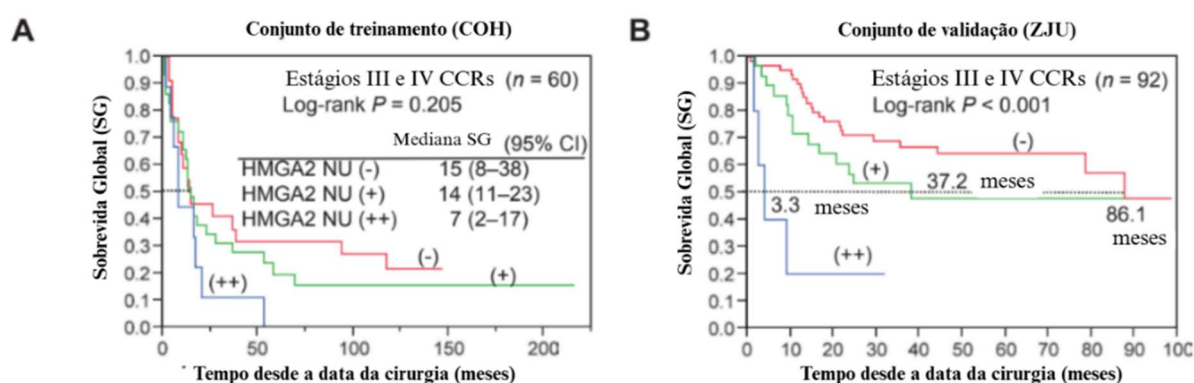 A
Conjunto de treinamento (COH)
Sobrevida Global (SG)
1.0
0.9
0.8
0.7
0.6
0.5
0.4
0.3
0.2
0.1
0.0
Estágios III e IV CCRs (n = 60)
Log-rank P = 0.205
Mediana SG (95% CI)
HMGA2 NU (-) 15 (8–38)
HMGA2 NU (+) 14 (11–23)
HMGA2 NU (++) 7 (2–17)
(-)
(+)
(++)
0 50 100 150 200
Tempo desde a data da cirurgia (meses)
B
Conjunto de validação (ZJU)
Sobrevida Global (SG)
1.0
0.9
0.8
0.7
0.6
0.5
0.4
0.3
0.2
0.1
0.0
Estágios III e IV CCRs (n = 92)
Log-rank P < 0.001
(-)
(+)
37.2 meses
3.3 meses
86.1
meses
(++)
0 10 20 30 40 50 60 70 80 90 100
Tempo desde a data da cirurgia (meses)